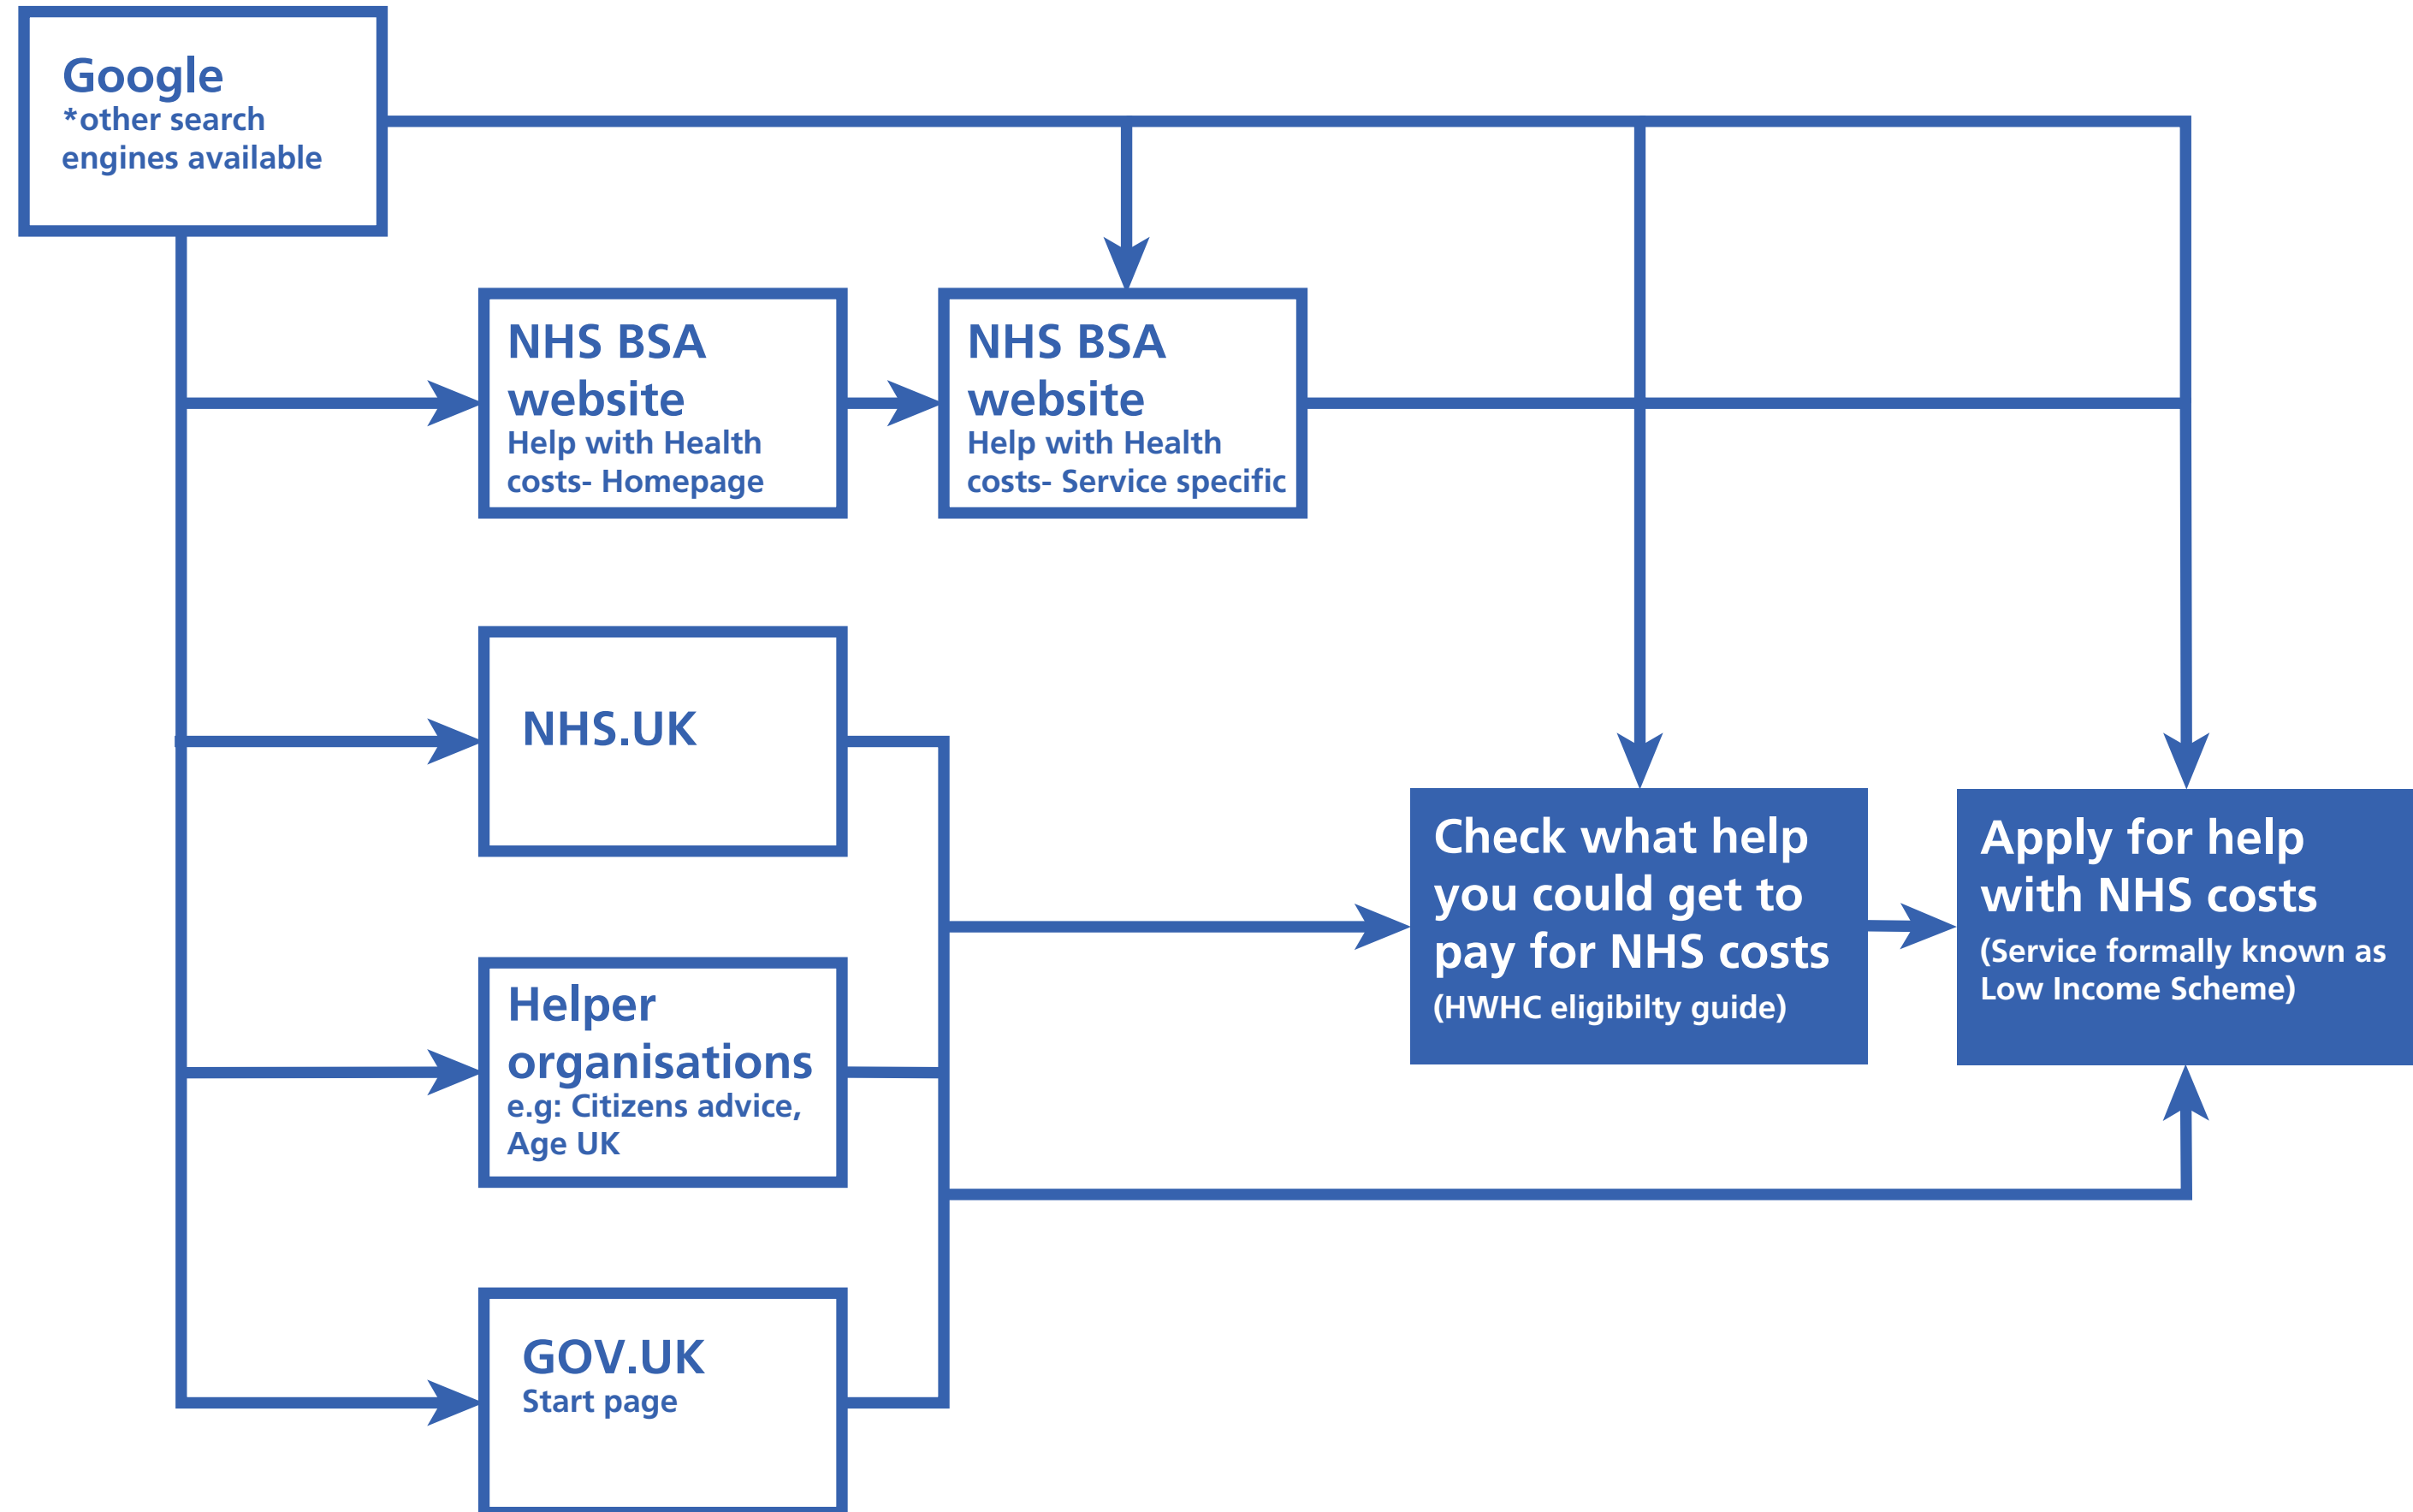 Google
*other search
engines available
NHS BSA
website
Help with Health
costs- Homepage
NHS BSA
website
Help with Health
costs- Service specific
NHS.UK
Check what help
you could get to
pay for NHS costs
(HWHC eligibilty guide)
Apply for help
with NHS costs
(Service formally known as
Low Income Scheme)
Helper
organisations
e.g: Citizens advice,
Age UK
GOV.UK
Start page